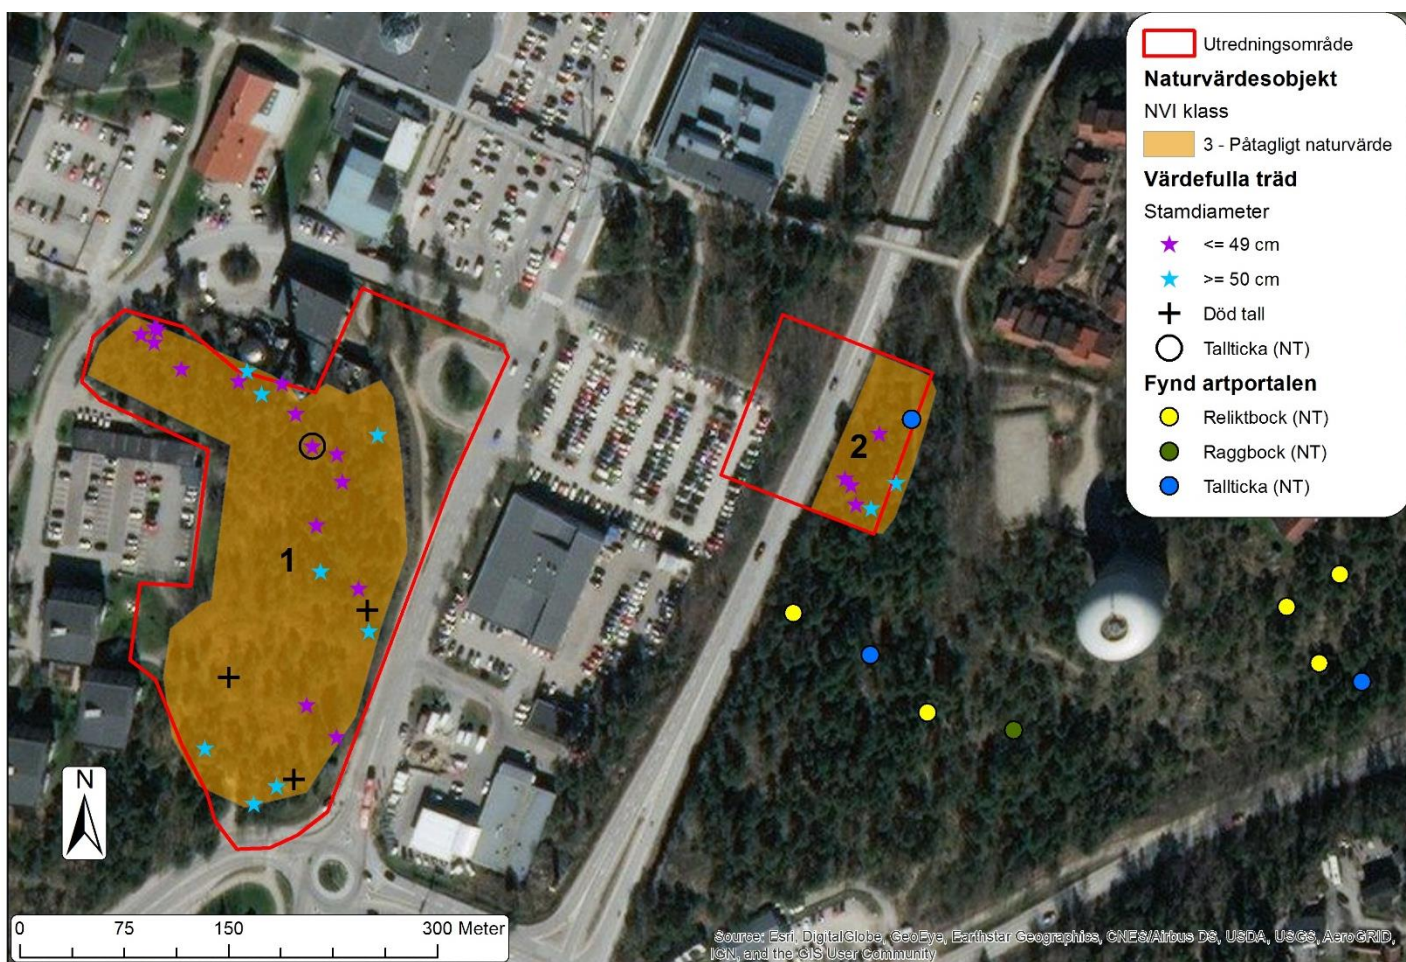 Utredningsområde
Naturvärdesobjekt
NVI klass
3 - Påtagligt naturvärde
Värdefulla träd
Stamdiameter
<= 49 cm
>= 50 cm
Död tall
Tallticka (NT)
Fynd artportalen
Reliktbock (NT)
Raggbock (NT)
Tallticka (NT)
1
2
N
0 75 150 300 Meter
Source: Esri, DigitalGlobe, GeoEye, Earthstar Geographics, CNES/Airbus DS, USDA, USGS, AeroGRID,
IGN, and the GIS User Community